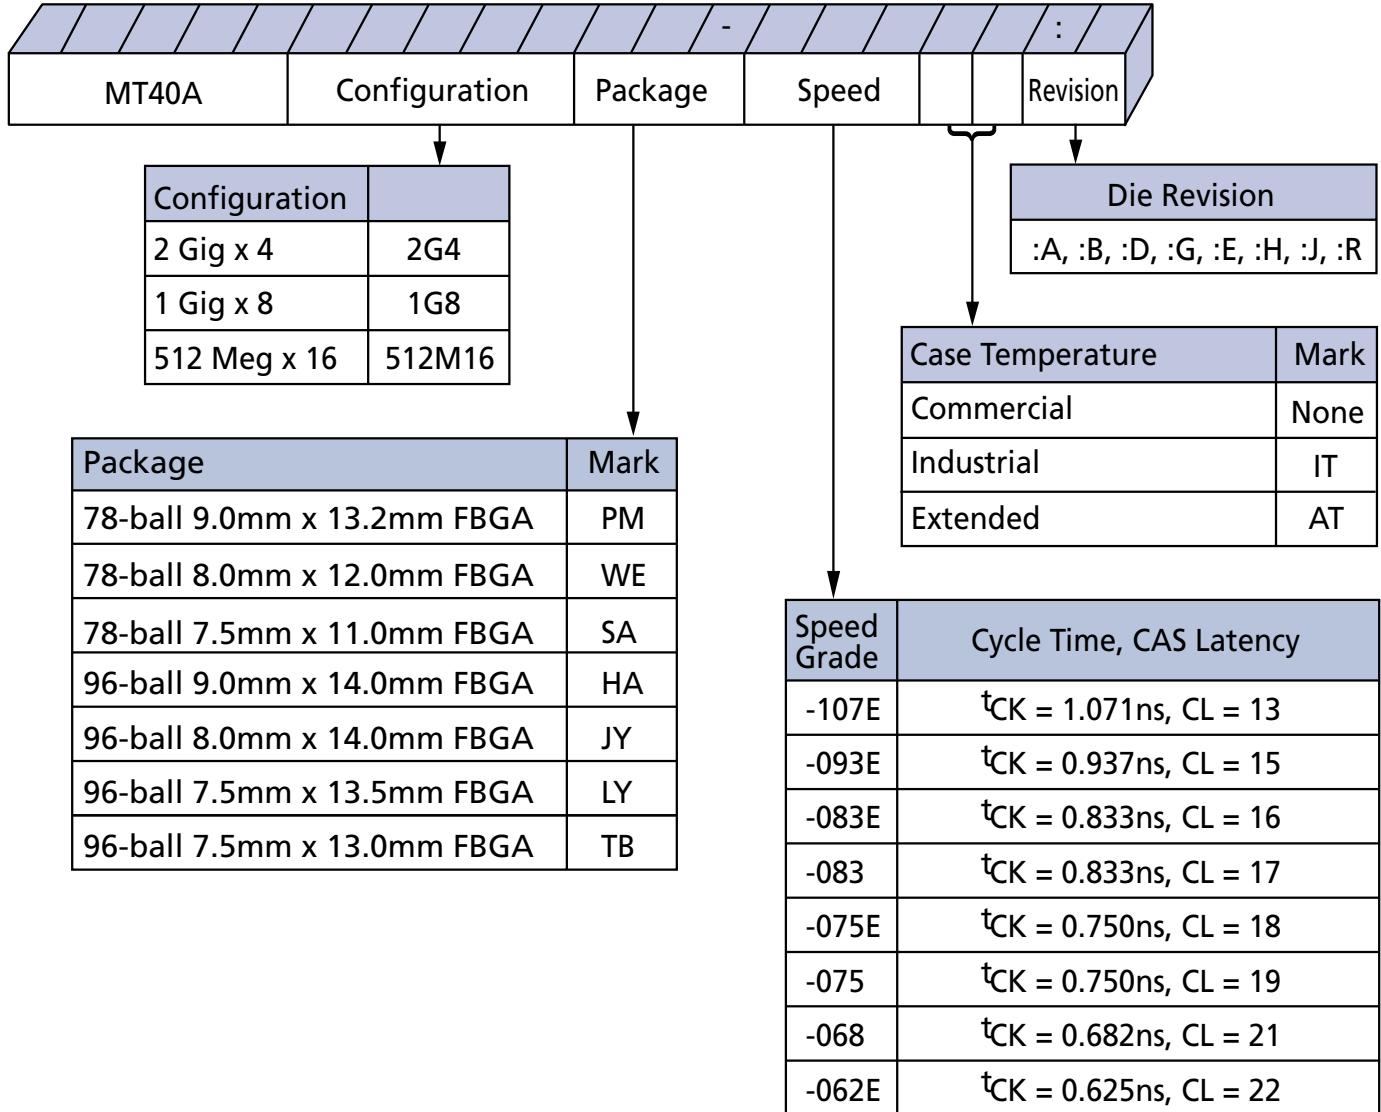 - :
MT40A Configuration Package Speed Revision
Configuration
2 Gig x 4 2G4
1 Gig x 8 1G8
512 Meg x 16 512M16
Die Revision
:A, :B, :D, :G, :E, :H, :J, :R
Case Temperature Mark
Commercial None
Industrial IT
Extended AT
Package Mark
78-ball 9.0mm x 13.2mm FBGA PM
78-ball 8.0mm x 12.0mm FBGA WE
78-ball 7.5mm x 11.0mm FBGA SA
96-ball 9.0mm x 14.0mm FBGA HA
96-ball 8.0mm x 14.0mm FBGA JY
96-ball 7.5mm x 13.5mm FBGA LY
96-ball 7.5mm x 13.0mm FBGA TB
Speed
Grade
Cycle Time, CAS Latency
-107E tCK = 1.071ns, CL = 13
-093E tCK = 0.937ns, CL = 15
-083E tCK = 0.833ns, CL = 16
-083 tCK = 0.833ns, CL = 17
-075E tCK = 0.750ns, CL = 18
-075 tCK = 0.750ns, CL = 19
-068 tCK = 0.682ns, CL = 21
-062E tCK = 0.625ns, CL = 22